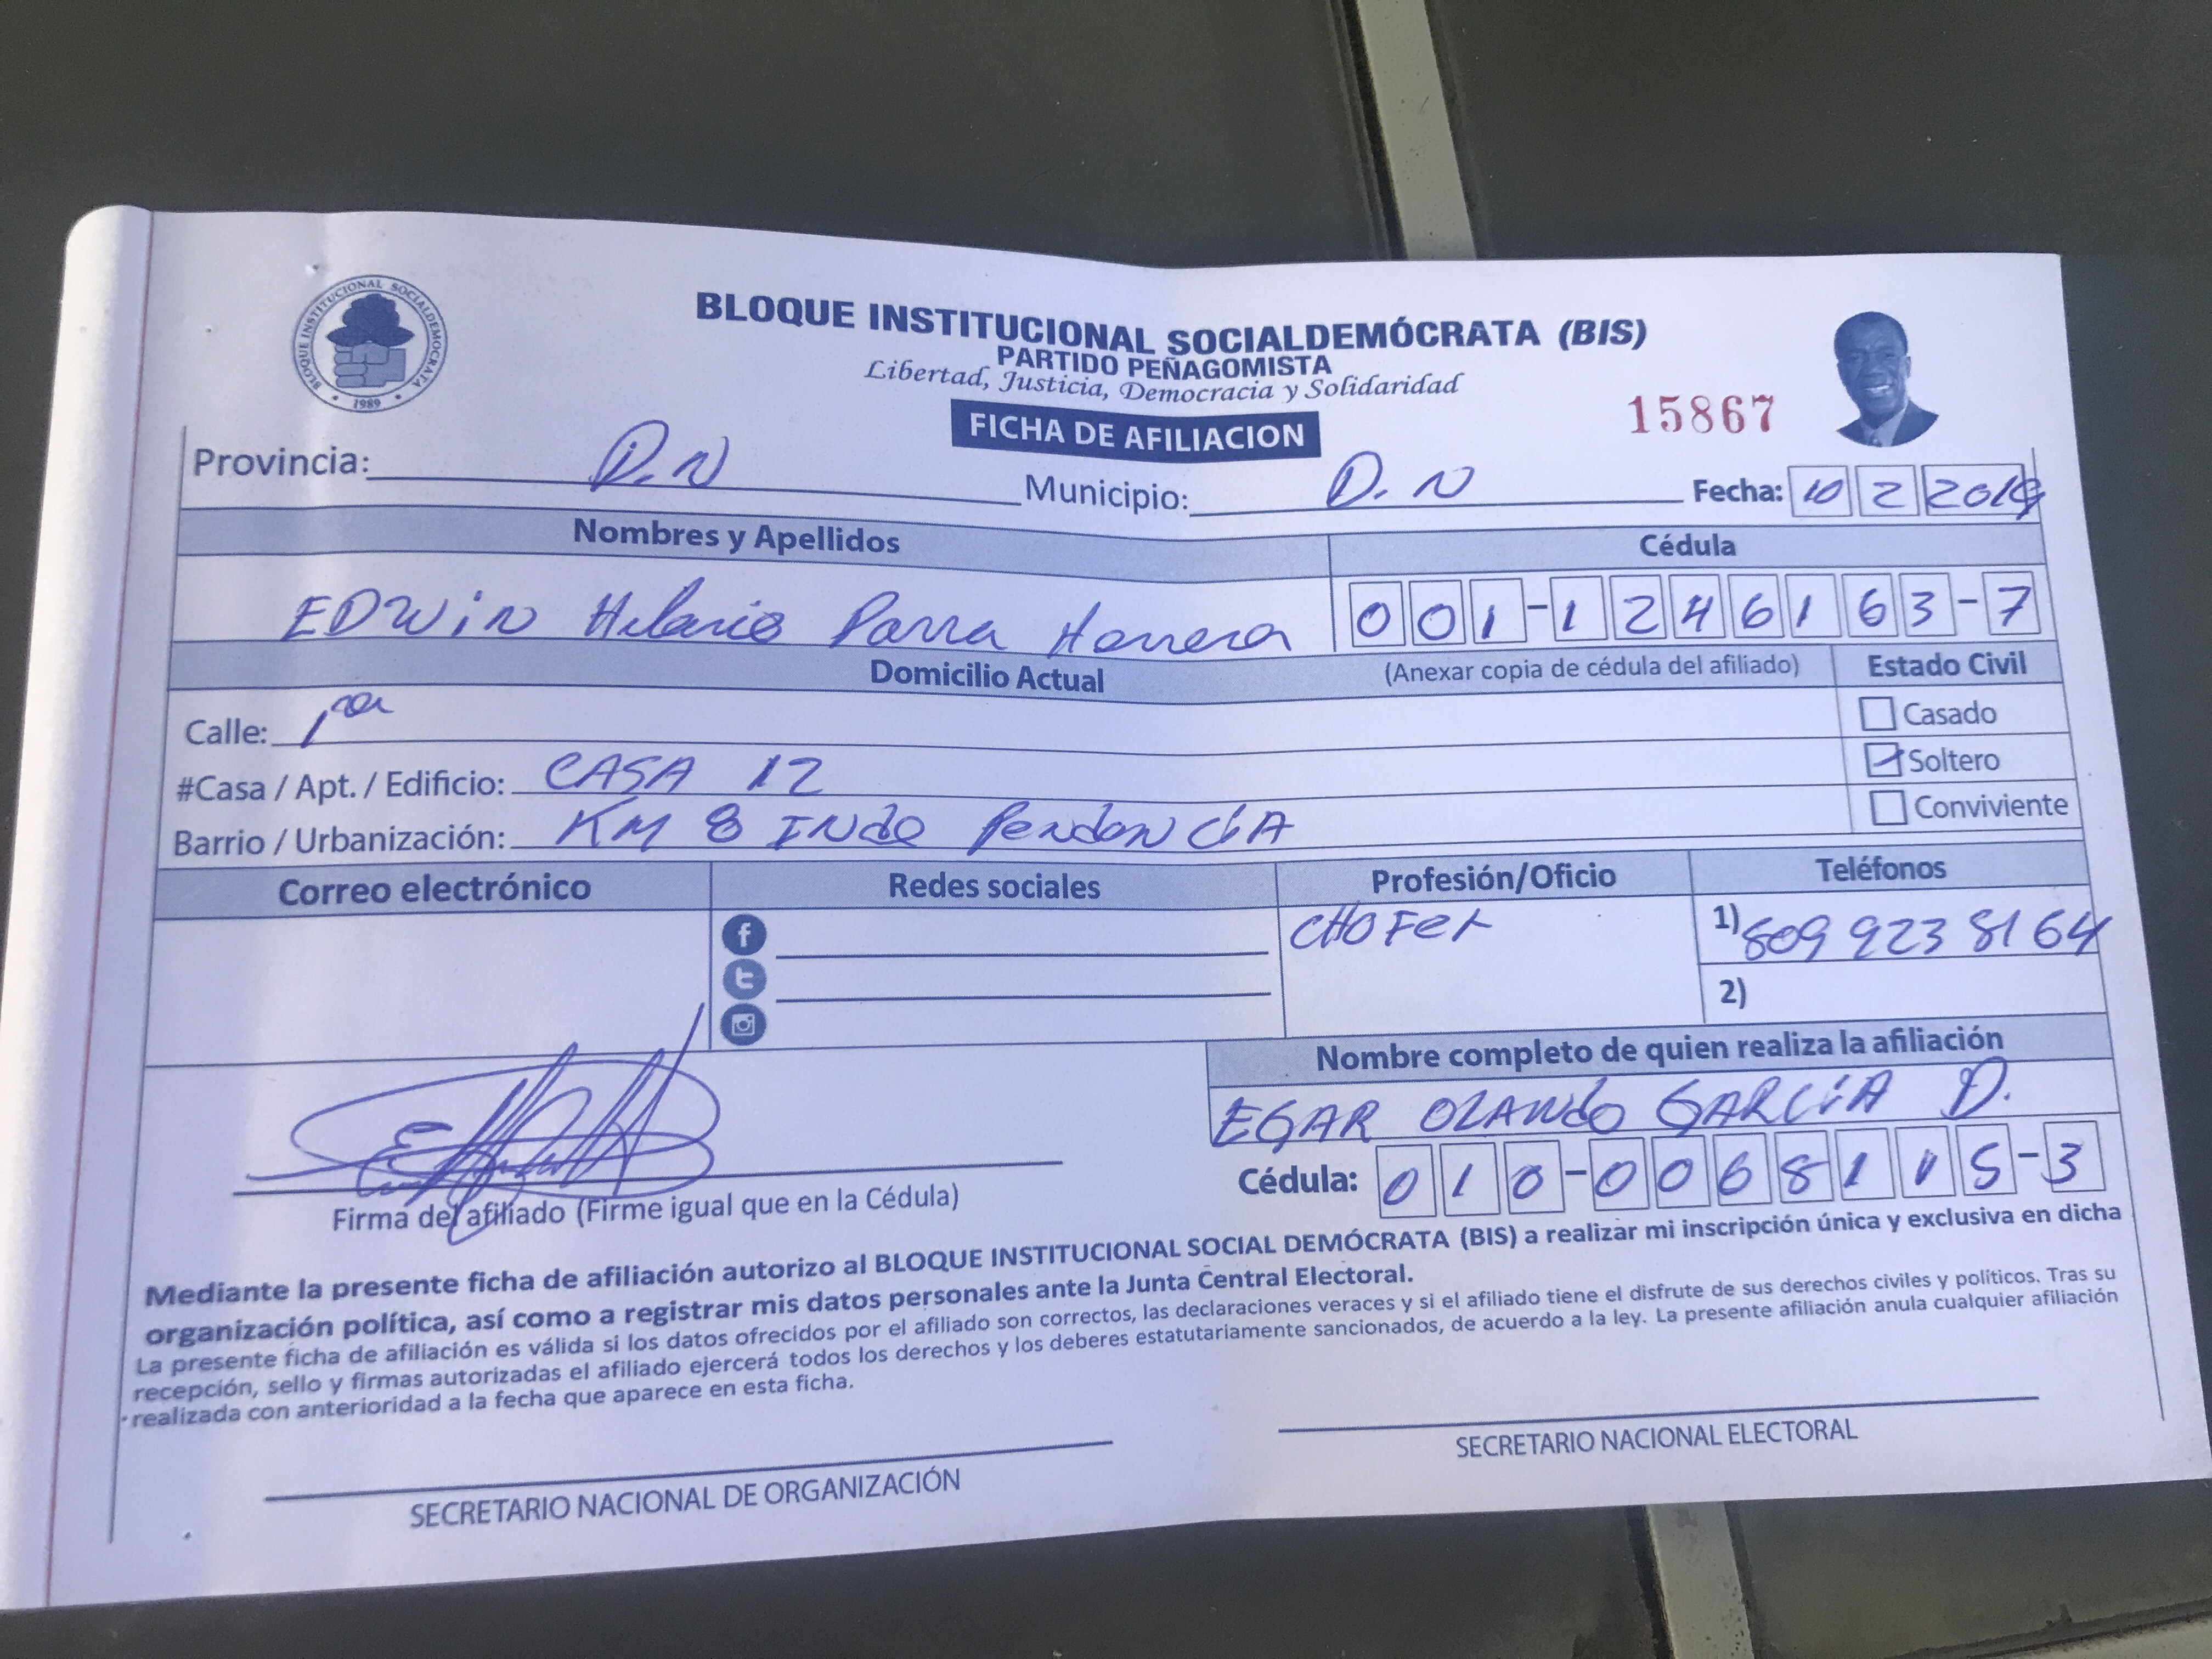 BLOQUE INSTITUCIONAL SOCIALDEMÓCRATA
1989
BLOQUE INSTITUCIONAL SOCIALDEMÓCRATA (BIS)
PARTIDO PEÑAGOMISTA
Libertad, Justicia, Democracia y Solidaridad
15867
FICHA DE AFILIACION
Provincia: D.N Municipio: D.N Fecha: 10 2 2019
Nombres y Apellidos Cédula
EDWiN Hilario Parra Herrera 001-1246163-7
Domicilio Actual (Anexar copia de cédula del afiliado) Estado Civil
Calle: 1ra Casado
#Casa / Apt. / Edificio: CASA 12 Soltero
Barrio / Urbanización: KM 8 INde PendeNCiA Conviviente
Correo electrónico Redes sociales Profesión/Oficio Teléfonos
CHOFER 1) 809 923 8164
2)
Nombre completo de quien realiza la afiliación
EGAR OLANdo GARCíA D.
Cédula: 010-0068115-3
Firma del afiliado (Firme igual que en la Cédula)
Mediante la presente ficha de afiliación autorizo al BLOQUE INSTITUCIONAL SOCIAL DEMÓCRATA (BIS) a realizar mi inscripción única y exclusiva en dicha
organización política, así como a registrar mis datos personales ante la Junta Central Electoral.
La presente ficha de afiliación es válida si los datos ofrecidos por el afiliado son correctos, las declaraciones veraces y si el afiliado tiene el disfrute de sus derechos civiles y políticos. Tras su
recepción, sello y firmas autorizadas el afiliado ejercerá todos los derechos y los deberes estatutariamente sancionados, de acuerdo a la ley. La presente afiliación anula cualquier afiliación
realizada con anterioridad a la fecha que aparece en esta ficha.
SECRETARIO NACIONAL DE ORGANIZACIÓN SECRETARIO NACIONAL ELECTORAL